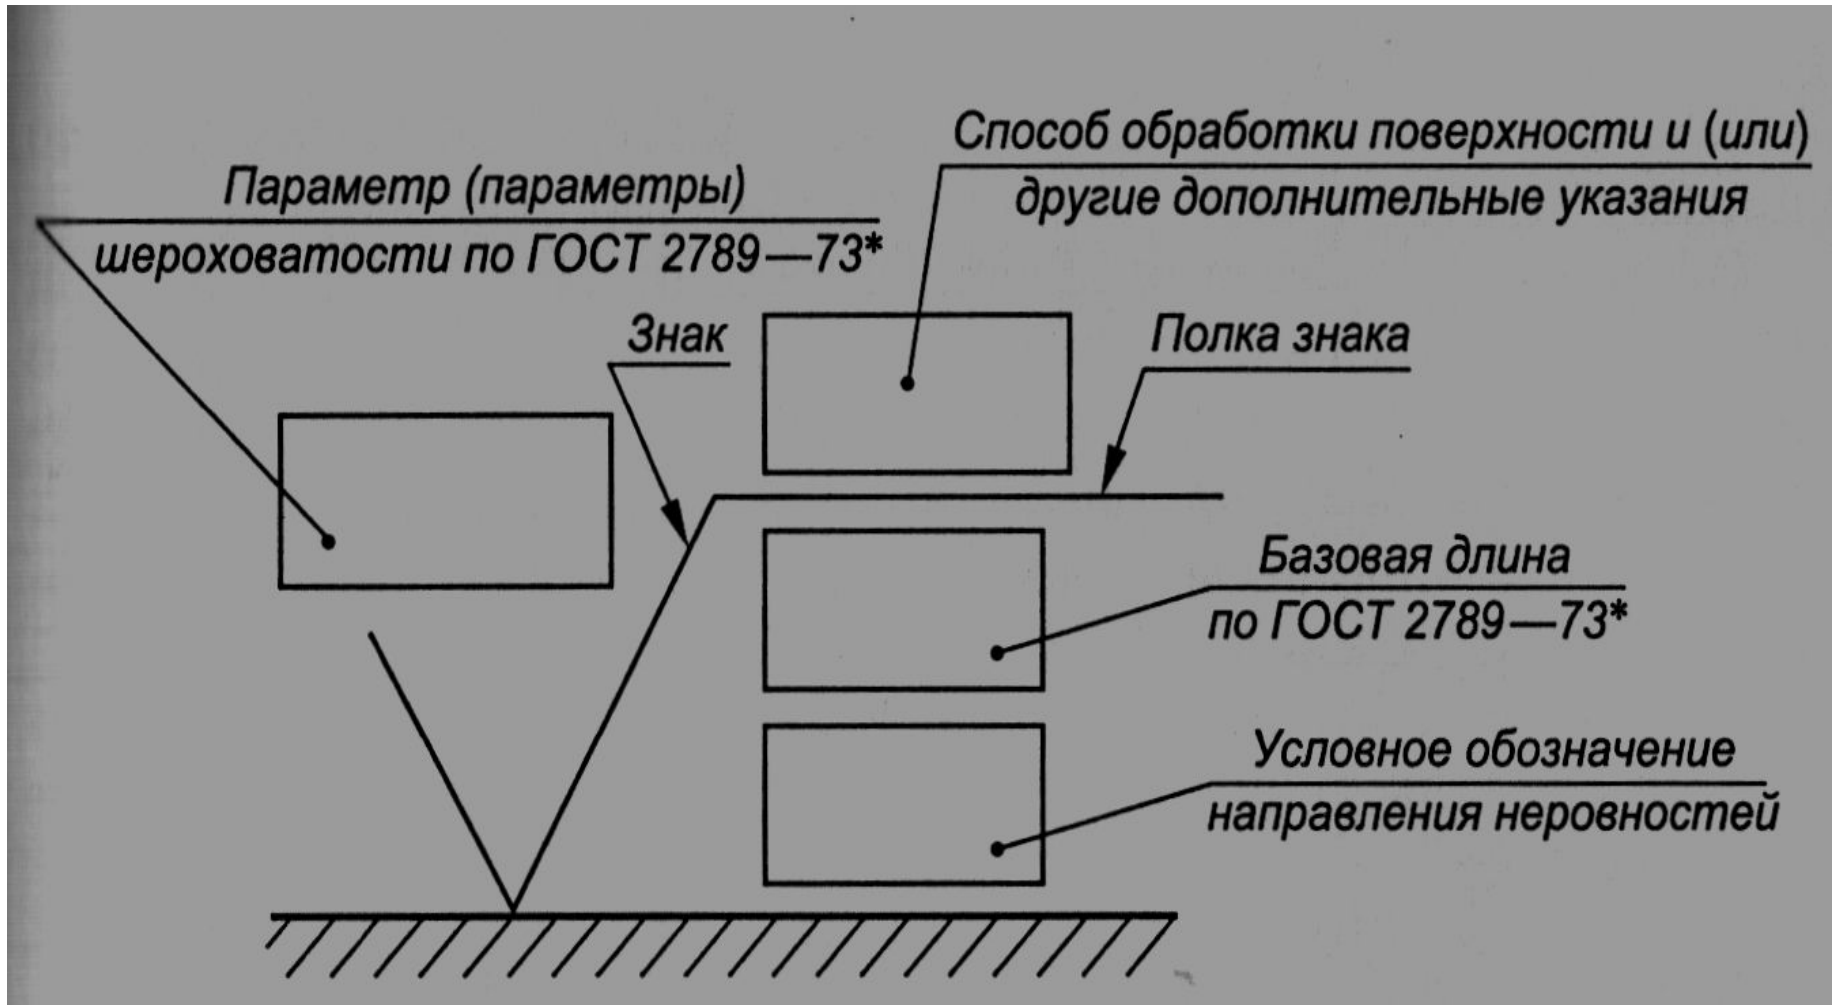 Способ обработки поверхности и (или)
другие дополнительные указания
Параметр (параметры)
шероховатости по ГОСТ 2789—73*
Знак
Полка знака
Базовая длина
по ГОСТ 2789—73*
Условное обозначение
направления неровностей